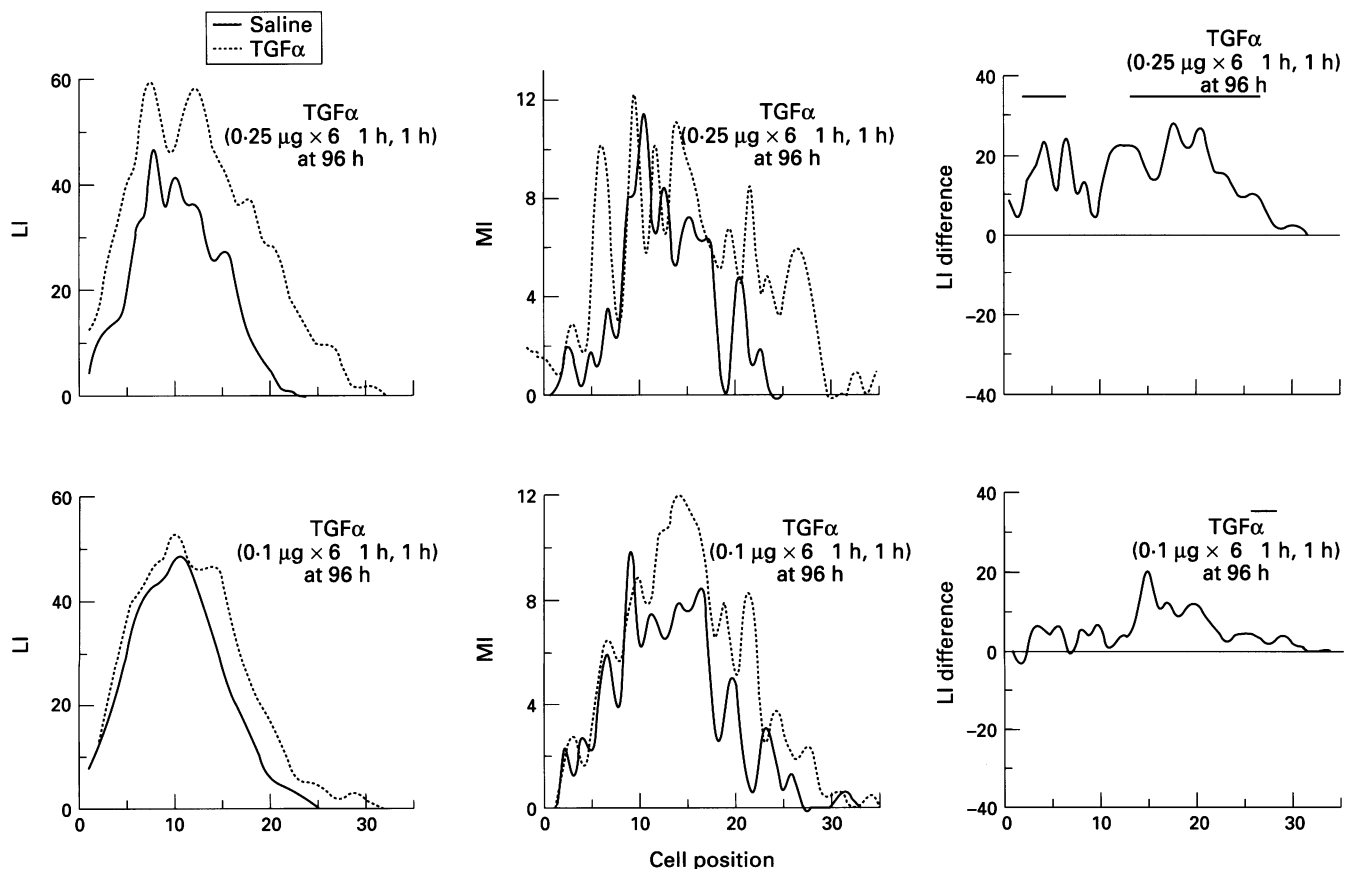 Saline
TGFα
60
40
20
0
LI
TGFα
(0·25 μg × 6 1 h, 1 h)
at 96 h
12
8
4
0
MI
TGFα
(0·25 μg × 6 1 h, 1 h)
at 96 h
40
20
0
−20
−40
LI difference
TGFα
(0·25 μg × 6 1 h, 1 h)
at 96 h
60
40
20
0
LI
0
10
20
30
TGFα
(0·1 μg × 6 1 h, 1 h)
at 96 h
12
8
4
0
MI
0
10
20
30
Cell position
TGFα
(0·1 μg × 6 1 h, 1 h)
at 96 h
40
20
0
−20
−40
LI difference
0
10
20
30
TGFα
(0·1 μg × 6 1 h, 1 h)
at 96 h